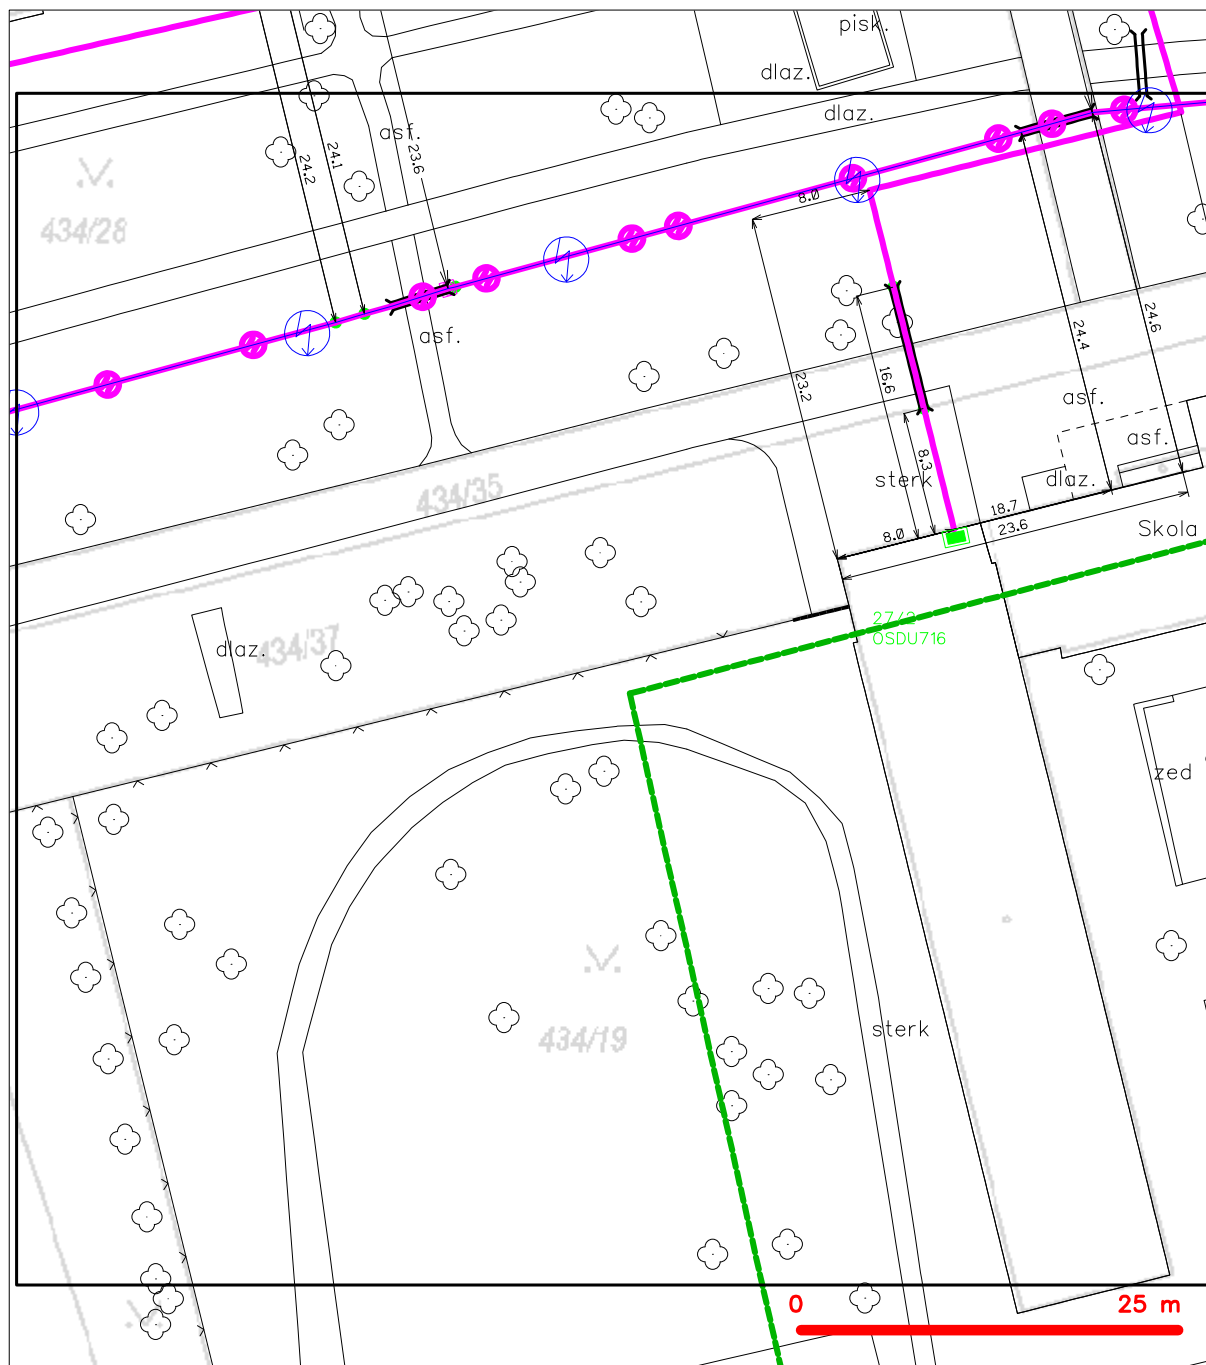 pisk.
dlaz.
dlaz.
asf.
24.2
24.1
23.6
434/28
8.0
asf.
24.4
24.6
23.2
16.6
asf.
asf.
8,3
sterk
dlaz.
434/35
18.7
23.6
8.0
Skola
27/2
OSDU716
dlaz.
434/37
zed
434/19
sterk
0
25 m